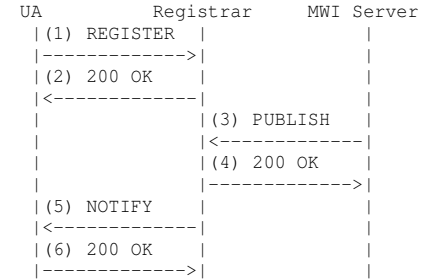 UA Registrar MWI Server
|(1) REGISTER | |
|------------->| |
|(2) 200 OK | |
|<-------------| |
| |(3) PUBLISH |
| |<-------------|
| |(4) 200 OK |
| |------------->|
|(5) NOTIFY | |
|<-------------| |
|(6) 200 OK | |
|------------->| |